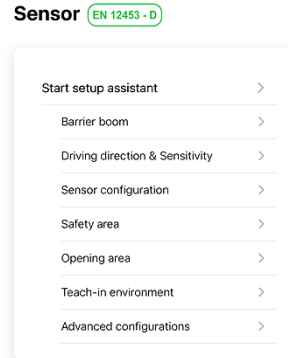 Sensor EN 12453 - D
Start setup assistant
Barrier boom
Driving direction & Sensitivity
Sensor configuration
Safety area
Opening area
Teach-in environment
Advanced configurations